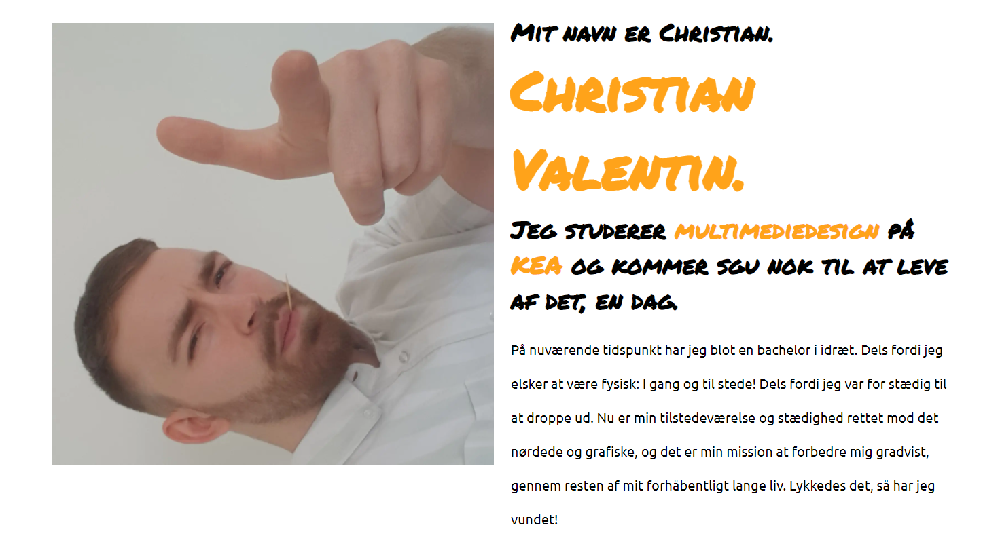 Mit navn er Christian.
Christian
Valentin.
Jeg studerer multimediedesign på
KEA og kommer sgu nok til at leve
af det, en dag.
På nuværende tidspunkt har jeg blot en bachelor i idræt. Dels fordi jeg
elsker at være fysisk: I gang og til stede! Dels fordi jeg var for stædig til
at droppe ud. Nu er min tilstedeværelse og stædighed rettet mod det
nørdede og grafiske, og det er min mission at forbedre mig gradvist,
gennem resten af mit forhåbentligt lange liv. Lykkedes det, så har jeg
vundet!